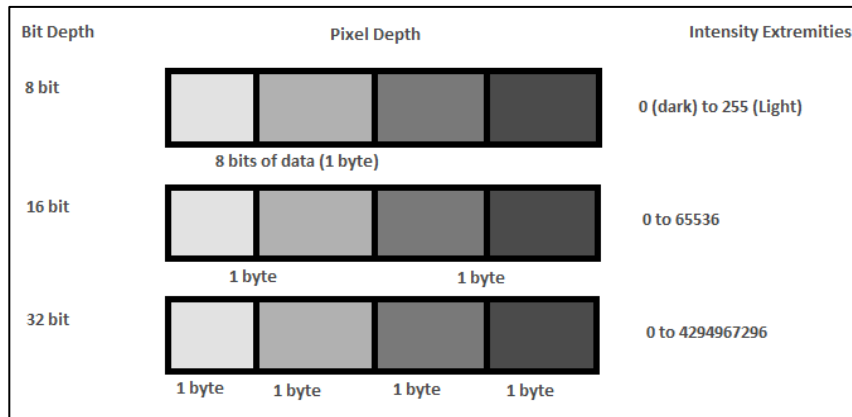 Bit Depth Pixel Depth Intensity Extremities
8 bit
0 (dark) to 255 (Light)
8 bits of data (1 byte)
16 bit
0 to 65536
1 byte 1 byte
32 bit
0 to 4294967296
1 byte 1 byte 1 byte 1 byte